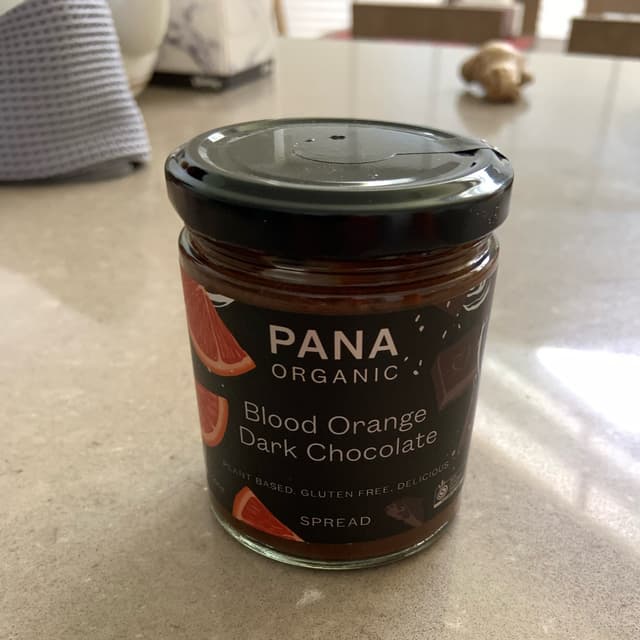 PANA
ORGANIC
Blood Orange
Dark Chocolate
PLANT BASED. GLUTEN FREE. DELICIOUS
SPREAD